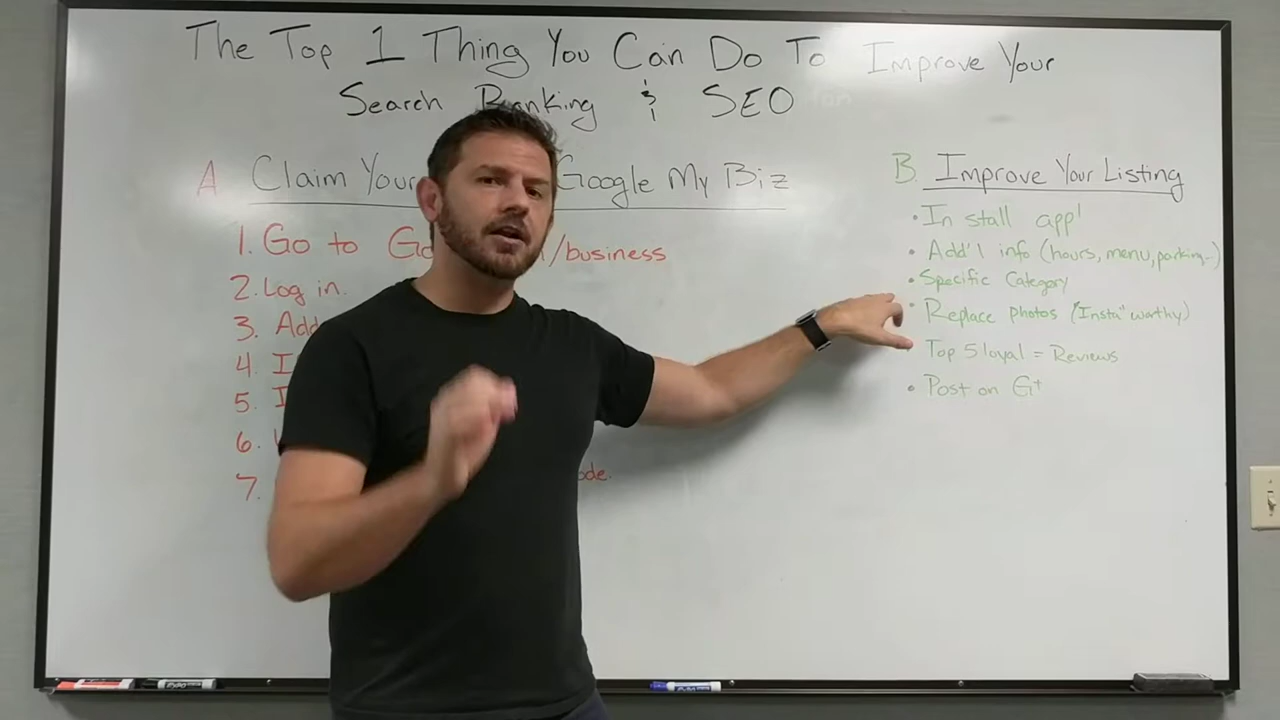 The Top 1 Thing You Can Do To Improve Your
Search Ranking & SEO
A Claim Your Google My Biz
1. Go to /business
2. Log in.
3.
4.
5.
6.
7. ode.
B. Improve Your Listing
• In stall app!
• Add'l info (hours, menu, parking..)
• Specific Category
• Replace photos ("Insta" worthy)
• Top 5 loyal = Reviews
• Post on G+